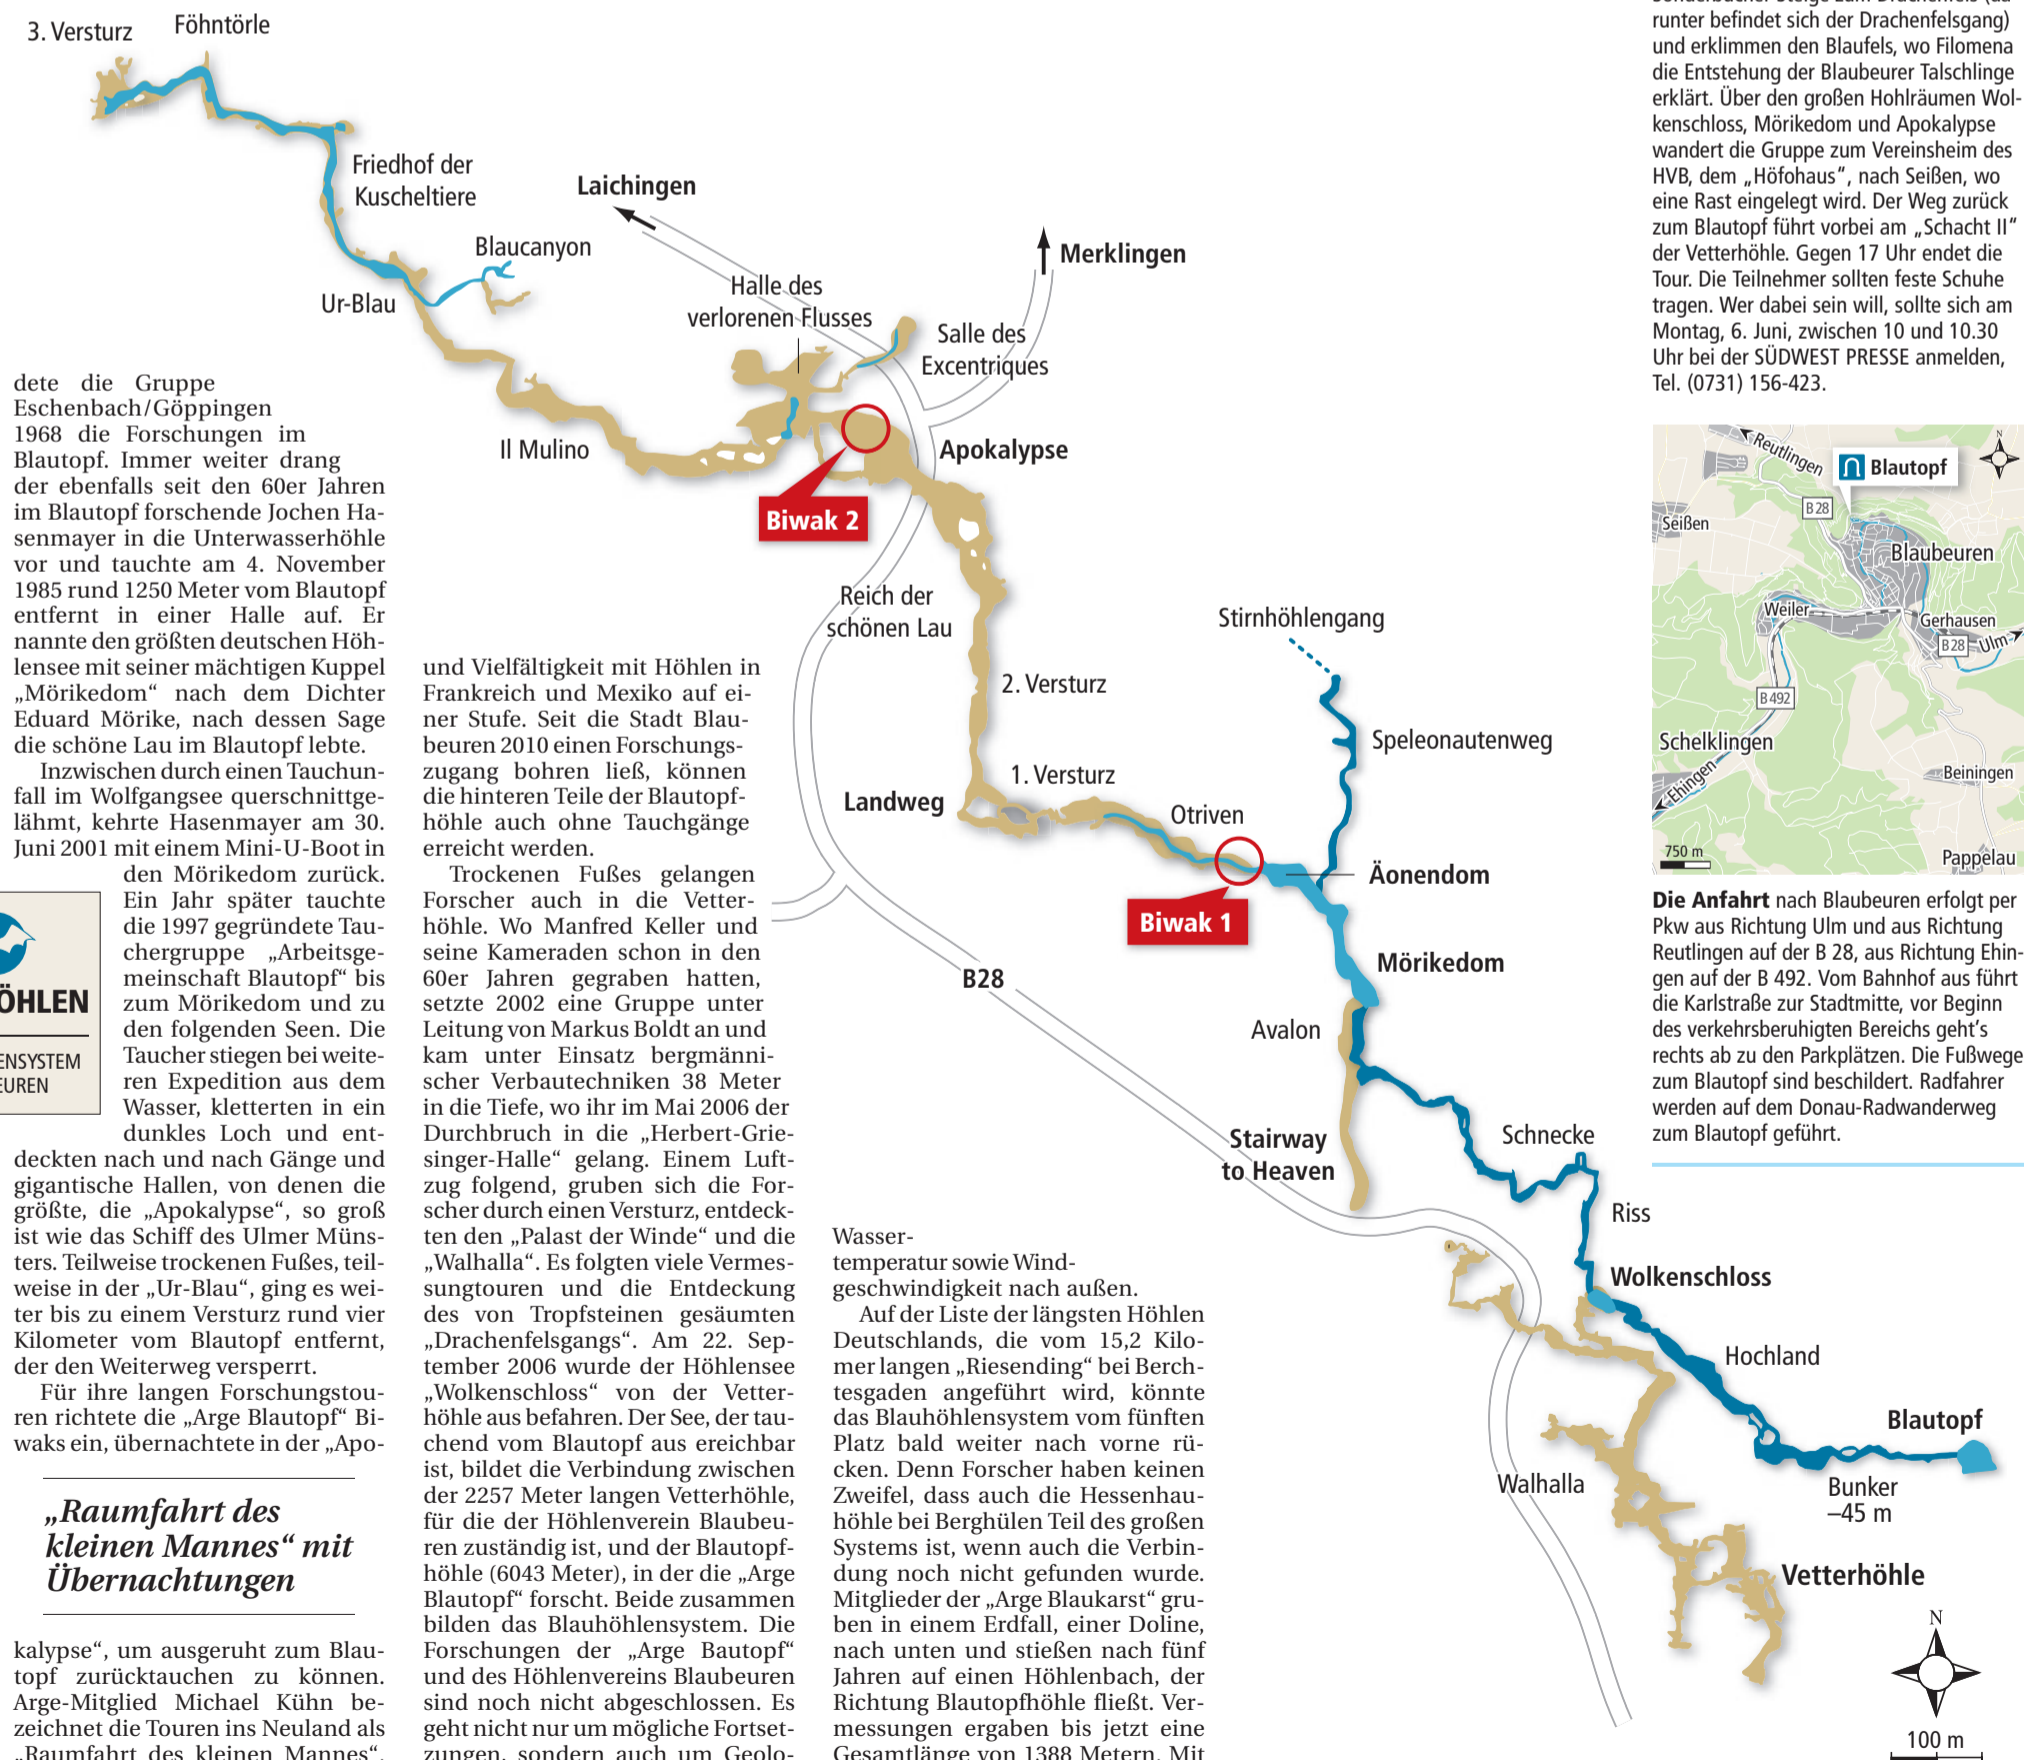 3. Versturz
Föhntörle
Friedhof der
Kuscheltiere
Laichingen
Blaucanyon
Merklingen
Ur-Blau
Halle des
verlorenen Flusses
Salle des
Excentriques
Il Mulino
Apokalypse
Biwak 2
Reich der
schönen Lau
Stirnhöhlengang
2. Versturz
Speleonautenweg
1. Versturz
Landweg
Otriven
Äonendom
Biwak 1
Mörikedom
B28
Avalon
Stairway
to Heaven
Schnecke
Riss
Wolkenschloss
Hochland
Blautopf
Walhalla
Bunker
–45 m
Vetterhöhle
N
100 m
dete die Gruppe
Eschenbach/Göppingen
1968 die Forschungen im
Blautopf. Immer weiter drang
der ebenfalls seit den 60er Jahren
im Blautopf forschende Jochen Ha-
senmayer in die Unterwasserhöhle
vor und tauchte am 4. November
1985 rund 1250 Meter vom Blautopf
entfernt in einer Halle auf. Er
nannte den größten deutschen Höh-
lensee mit seiner mächtigen Kuppel
„Mörikedom“ nach dem Dichter
Eduard Mörike, nach dessen Sage
die schöne Lau im Blautopf lebte.
Inzwischen durch einen Tauchun-
fall im Wolfgangsee querschnittge-
lähmt, kehrte Hasenmayer am 30.
Juni 2001 mit einem Mini-U-Boot in
den Mörikedom zurück.
Ein Jahr später tauchte
die 1997 gegründete Tau-
chergruppe „Arbeitsge-
meinschaft Blautopf“ bis
zum Mörikedom und zu
den folgenden Seen. Die
Taucher stiegen bei weite-
ren Expedition aus dem
Wasser, kletterten in ein
dunkles Loch und ent-
deckten nach und nach Gänge und
gigantische Hallen, von denen die
größte, die „Apokalypse“, so groß
ist wie das Schiff des Ulmer Müns-
ters. Teilweise trockenen Fußes, teil-
weise in der „Ur-Blau“, ging es wei-
ter bis zu einem Versturz rund vier
Kilometer vom Blautopf entfernt,
der den Weiterweg versperrt.
Für ihre langen Forschungstou-
ren richtete die „Arge Blautopf“ Bi-
waks ein, übernachtete in der „Apo-
„Raumfahrt des
kleinen Mannes“ mit
Übernachtungen
kalypse“, um ausgeruht zum Blau-
topf zurücktauchen zu können.
Arge-Mitglied Michael Kühn be-
zeichnet die Touren ins Neuland als
„Raumfahrt des kleinen Mannes“.
ÖHLEN
ENSYSTEM
EUREN
und Vielfältigkeit mit Höhlen in
Frankreich und Mexiko auf ei-
ner Stufe. Seit die Stadt Blau-
beuren 2010 einen Forschungs-
zugang bohren ließ, können
die hinteren Teile der Blautopf-
höhle auch ohne Tauchgänge
erreicht werden.
Trockenen Fußes gelangen
Forscher auch in die Vetter-
höhle. Wo Manfred Keller und
seine Kameraden schon in den
60er Jahren gegraben hatten,
setzte 2002 eine Gruppe unter
Leitung von Markus Boldt an und
kam unter Einsatz bergmänni-
scher Verbautechniken 38 Meter
in die Tiefe, wo ihr im Mai 2006 der
Durchbruch in die „Herbert-Grie-
singer-Halle“ gelang. Einem Luft-
zug folgend, gruben sich die For-
scher durch einen Versturz, entdeck-
ten den „Palast der Winde“ und die
„Walhalla“. Es folgten viele Vermes-
sungtouren und die Entdeckung
des von Tropfsteinen gesäumten
„Drachenfelsgangs“. Am 22. Sep-
tember 2006 wurde der Höhlensee
„Wolkenschloss“ von der Vetter-
höhle aus befahren. Der See, der tau-
chend vom Blautopf aus ereichbar
ist, bildet die Verbindung zwischen
der 2257 Meter langen Vetterhöhle,
für die der Höhlenverein Blaubeu-
ren zuständig ist, und der Blautopf-
höhle (6043 Meter), in der die „Arge
Blautopf“ forscht. Beide zusammen
bilden das Blauhöhlensystem. Die
Forschungen der „Arge Bautopf“
und des Höhlenvereins Blaubeuren
sind noch nicht abgeschlossen. Es
geht nicht nur um mögliche Fortset-
zungen, sondern auch um Geolo-
Wasser-
temperatur sowie Wind-
geschwindigkeit nach außen.
Auf der Liste der längsten Höhlen
Deutschlands, die vom 15,2 Kilo-
mer langen „Riesending“ bei Berch-
tesgaden angeführt wird, könnte
das Blauhöhlensystem vom fünften
Platz bald weiter nach vorne rü-
cken. Denn Forscher haben keinen
Zweifel, dass auch die Hessenhau-
höhle bei Berghülen Teil des großen
Systems ist, wenn auch die Verbin-
dung noch nicht gefunden wurde.
Mitglieder der „Arge Blaukarst“ gru-
ben in einem Erdfall, einer Doline,
nach unten und stießen nach fünf
Jahren auf einen Höhlenbach, der
Richtung Blautopfhöhle fließt. Ver-
messungen ergaben bis jetzt eine
Gesamtlänge von 1388 Metern. Mit
Sonderbucher Steige zum Drachenfels (da-
runter befindet sich der Drachenfelsgang)
und erklimmen den Blaufels, wo Filomena
die Entstehung der Blaubeurer Talschlinge
erklärt. Über den großen Hohlräumen Wol-
kenschloss, Mörikedom und Apokalypse
wandert die Gruppe zum Vereinsheim des
HVB, dem „Höfohaus“, nach Seißen, wo
eine Rast eingelegt wird. Der Weg zurück
zum Blautopf führt vorbei am „Schacht II“
der Vetterhöhle. Gegen 17 Uhr endet die
Tour. Die Teilnehmer sollten feste Schuhe
tragen. Wer dabei sein will, sollte sich am
Montag, 6. Juni, zwischen 10 und 10.30
Uhr bei der SÜDWEST PRESSE anmelden,
Tel. (0731) 156-423.
Reutlingen
Blautopf
N
B 28
Seißen
Blaubeuren
Weiler
Gerhausen
B 28
Ulm
B 492
Schelklingen
Ehingen
Beiningen
750 m
Pappelau
Die Anfahrt nach Blaubeuren erfolgt per
Pkw aus Richtung Ulm und aus Richtung
Reutlingen auf der B 28, aus Richtung Ehin-
gen auf der B 492. Vom Bahnhof aus führt
die Karlstraße zur Stadtmitte, vor Beginn
des verkehrsberuhigten Bereichs geht’s
rechts ab zu den Parkplätzen. Die Fußwege
zum Blautopf sind beschildert. Radfahrer
werden auf dem Donau-Radwanderweg
zum Blautopf geführt.